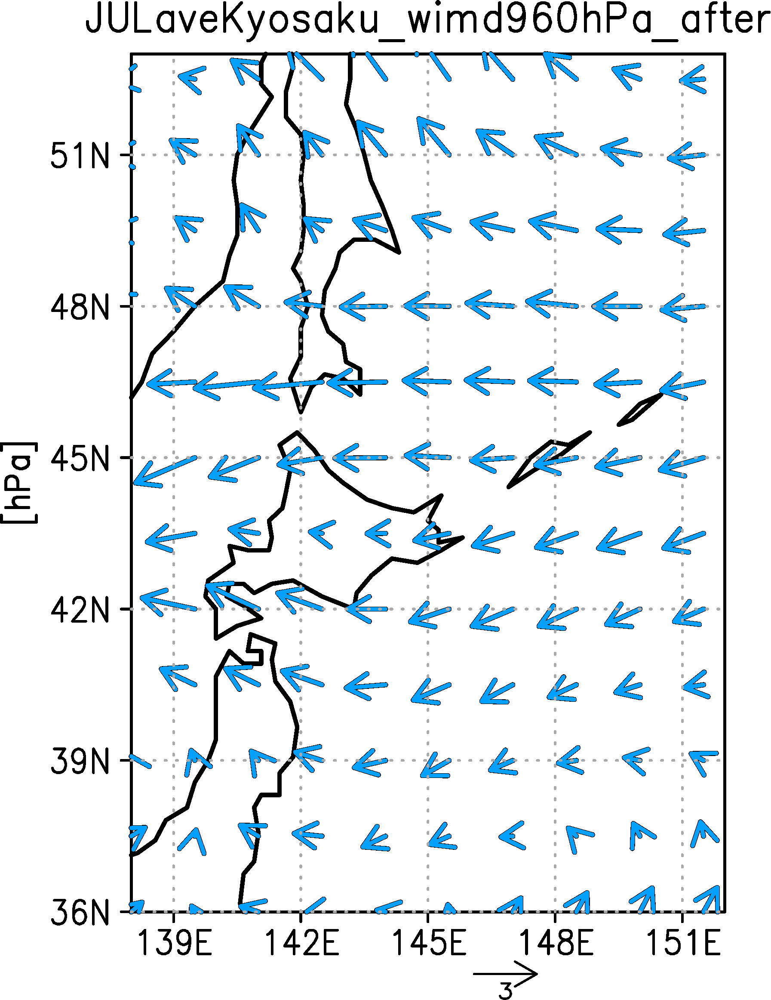 JULaveKyosaku_wimd960hPa_after
51N
48N
[hPa]
45N
42N
39N
36N
139E 142E 145E 148E 151E
3